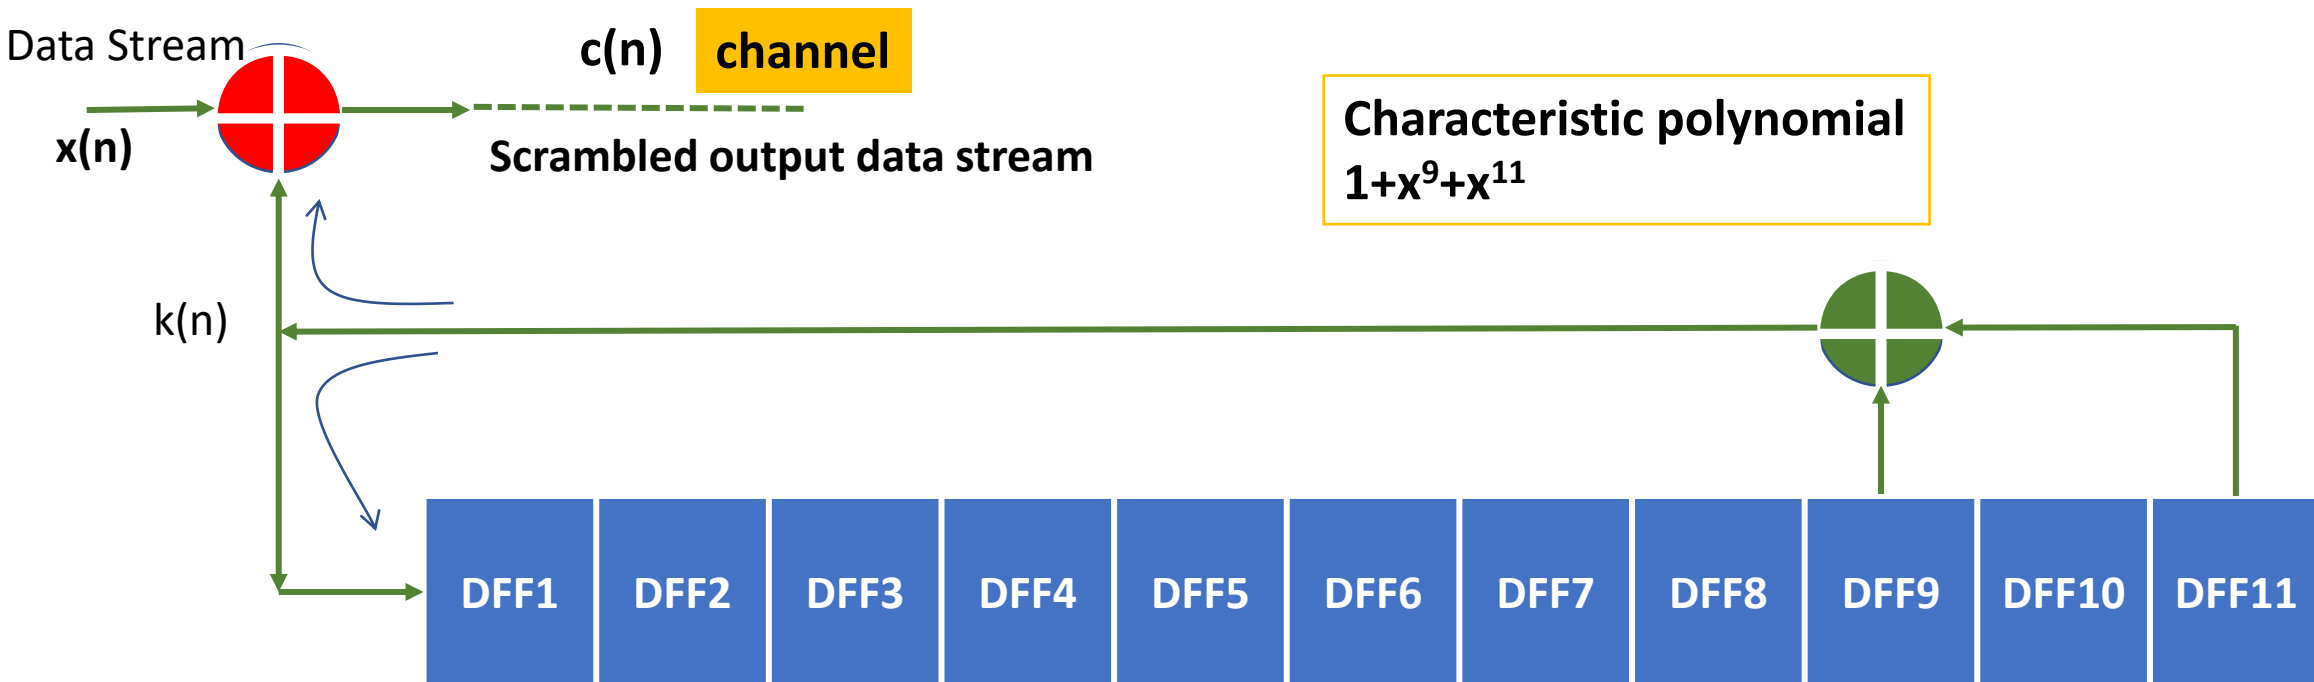 Data Stream
c(n)
channel
x(n)
Scrambled output data stream
Characteristic polynomial
1+x⁹+x¹¹
k(n)
DFF1 DFF2 DFF3 DFF4 DFF5 DFF6 DFF7 DFF8 DFF9 DFF10 DFF11